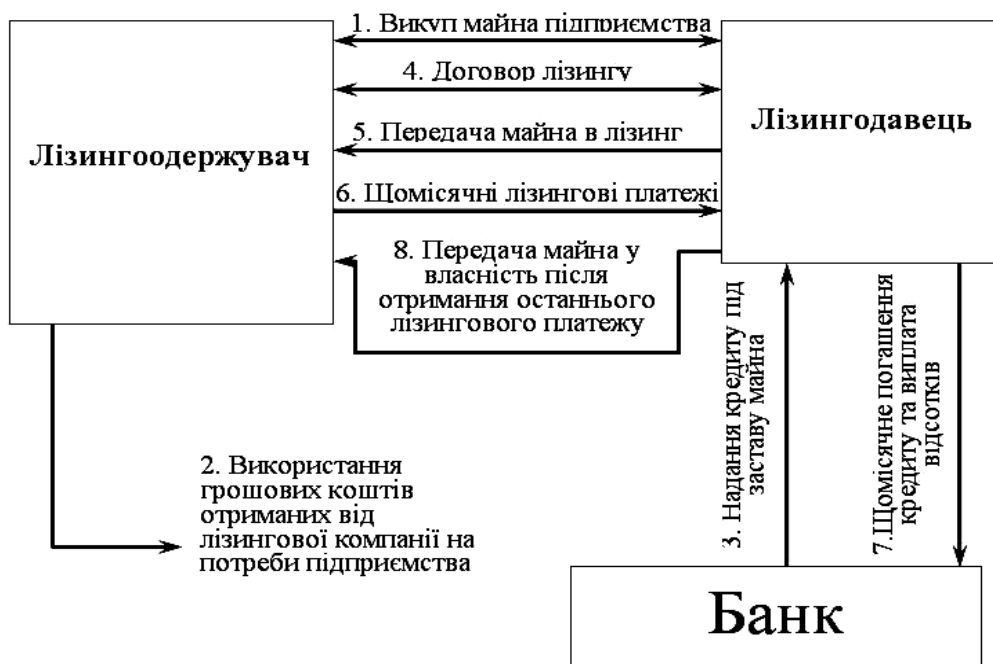 1. Викуп майна підприємства
4. Договор лізингу
5. Передача майна в лізинг
6. Щомісячні лізингові платежі
8. Передача майна у
власність після
отримання останнього
лізингового платежу
Лізингоодержувач
Лізингодавець
2. Використання
грошових коштів
отриманих від
лізингової компанії на
потреби підприємства
3. Надання кредиту під
заставу майна
7.Щомісячне погашення
кредиту та виплата
відсотків
Банк